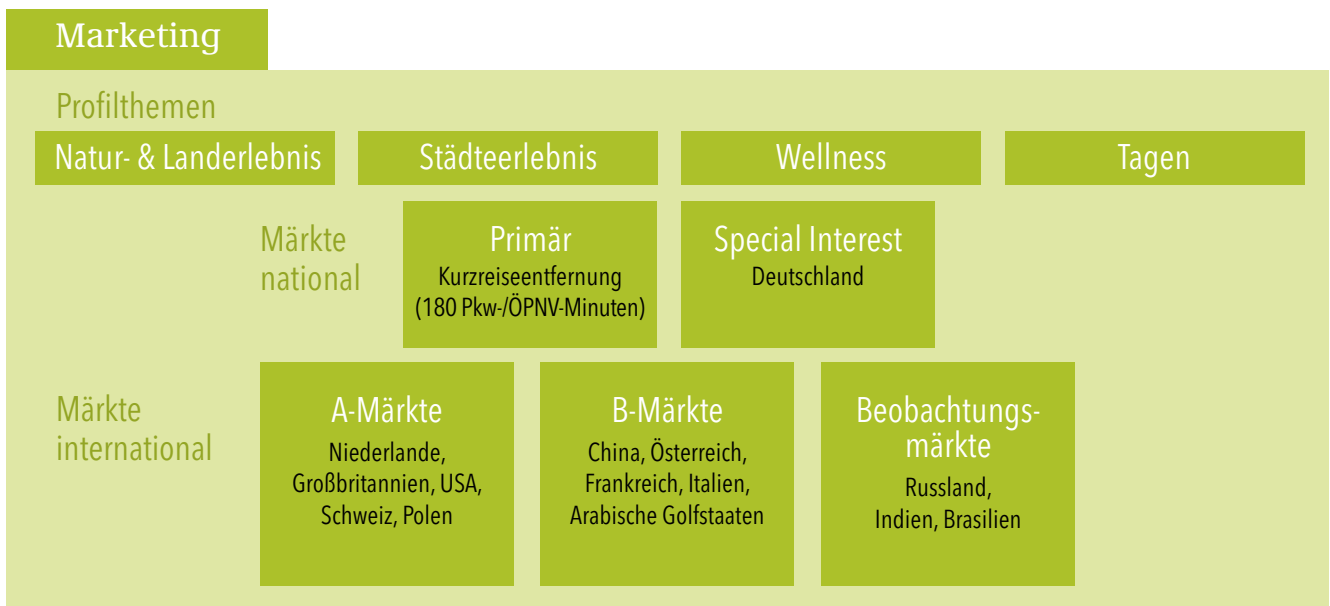 Marketing
Profilthemen
Natur- & Landerlebnis
Städteerlebnis
Wellness
Tagen
Märkte
national
Primär
Kurzreiseentfernung
(180 Pkw-/ÖPNV-Minuten)
Special Interest
Deutschland
Märkte
international
A-Märkte
Niederlande,
Großbritannien, USA,
Schweiz, Polen
B-Märkte
China, Österreich,
Frankreich, Italien,
Arabische Golfstaaten
Beobachtungs-
märkte
Russland,
Indien, Brasilien